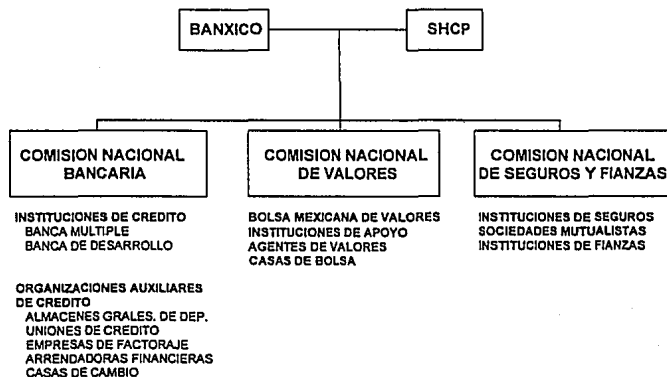 BANXICO
SHCP
COMISION NACIONAL
BANCARIA
INSTITUCIONES DE CREDITO
BANCA MULTIPLE
BANCA DE DESARROLLO
ORGANIZACIONES AUXILIARES
DE CREDITO
ALMACENES GRALES. DE DEP.
UNIONES DE CREDITO
EMPRESAS DE FACTORAJE
ARRENDADORAS FINANCIERAS
CASAS DE CAMBIO
COMISION NACIONAL
DE VALORES
BOLSA MEXICANA DE VALORES
INSTITUCIONES DE APOYO
AGENTES DE VALORES
CASAS DE BOLSA
COMISION NACIONAL
DE SEGUROS Y FIANZAS
INSTITUCIONES DE SEGUROS
SOCIEDADES MUTUALISTAS
INSTITUCIONES DE FIANZAS